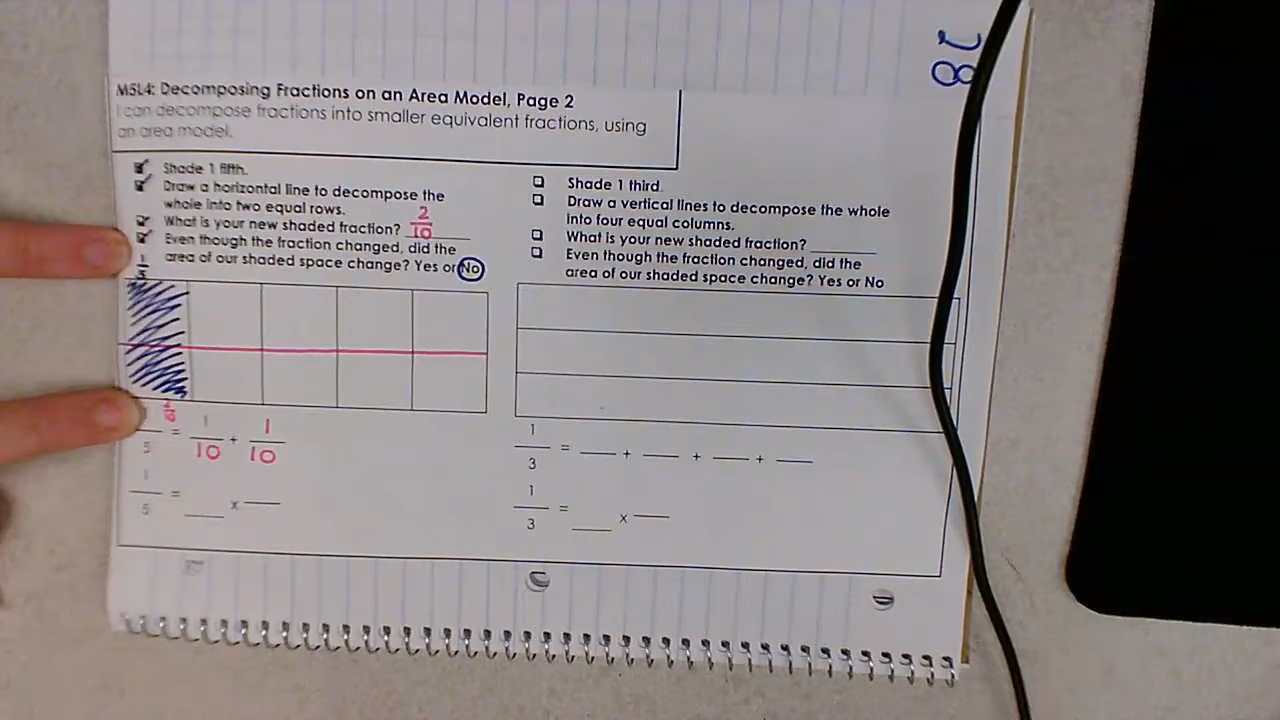 28
M5L4: Decomposing Fractions on an Area Model, Page 2
I can decompose fractions into smaller equivalent fractions, using
an area model.
Shade 1 fifth.
Draw a horizontal line to decompose the
whole into two equal rows.
What is your new shaded fraction? 2/10
Even though the fraction changed, did the
area of our shaded space change? Yes or No
1/5
2/10
5 = 1/10 + 1/10
1/5 = ___ x ___
Shade 1 third.
Draw a vertical lines to decompose the whole
into four equal columns.
What is your new shaded fraction? ______
Even though the fraction changed, did the
area of our shaded space change? Yes or No
1/3 = ___ + ___ + ___ + ___
1/3 = ___ x ___